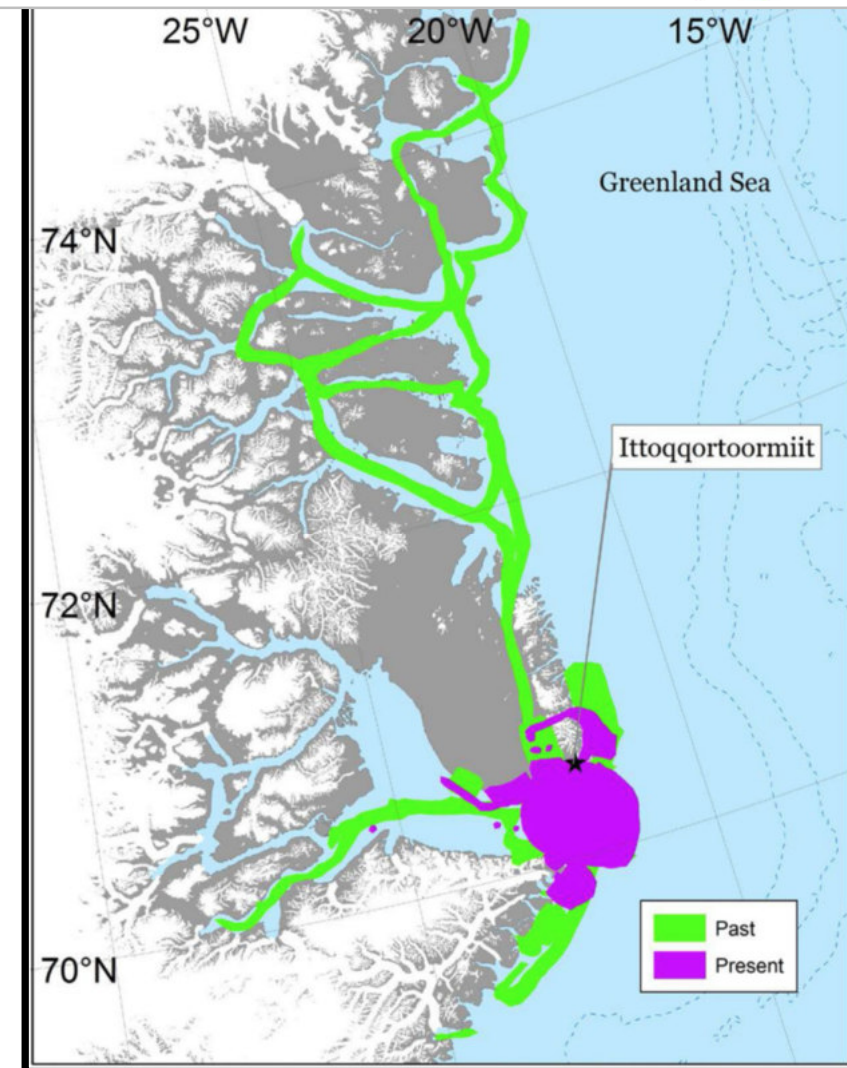 25°W
20°W
15°W
Greenland Sea
74°N
Ittoqqortoormiit
72°N
Past
Present
70°N